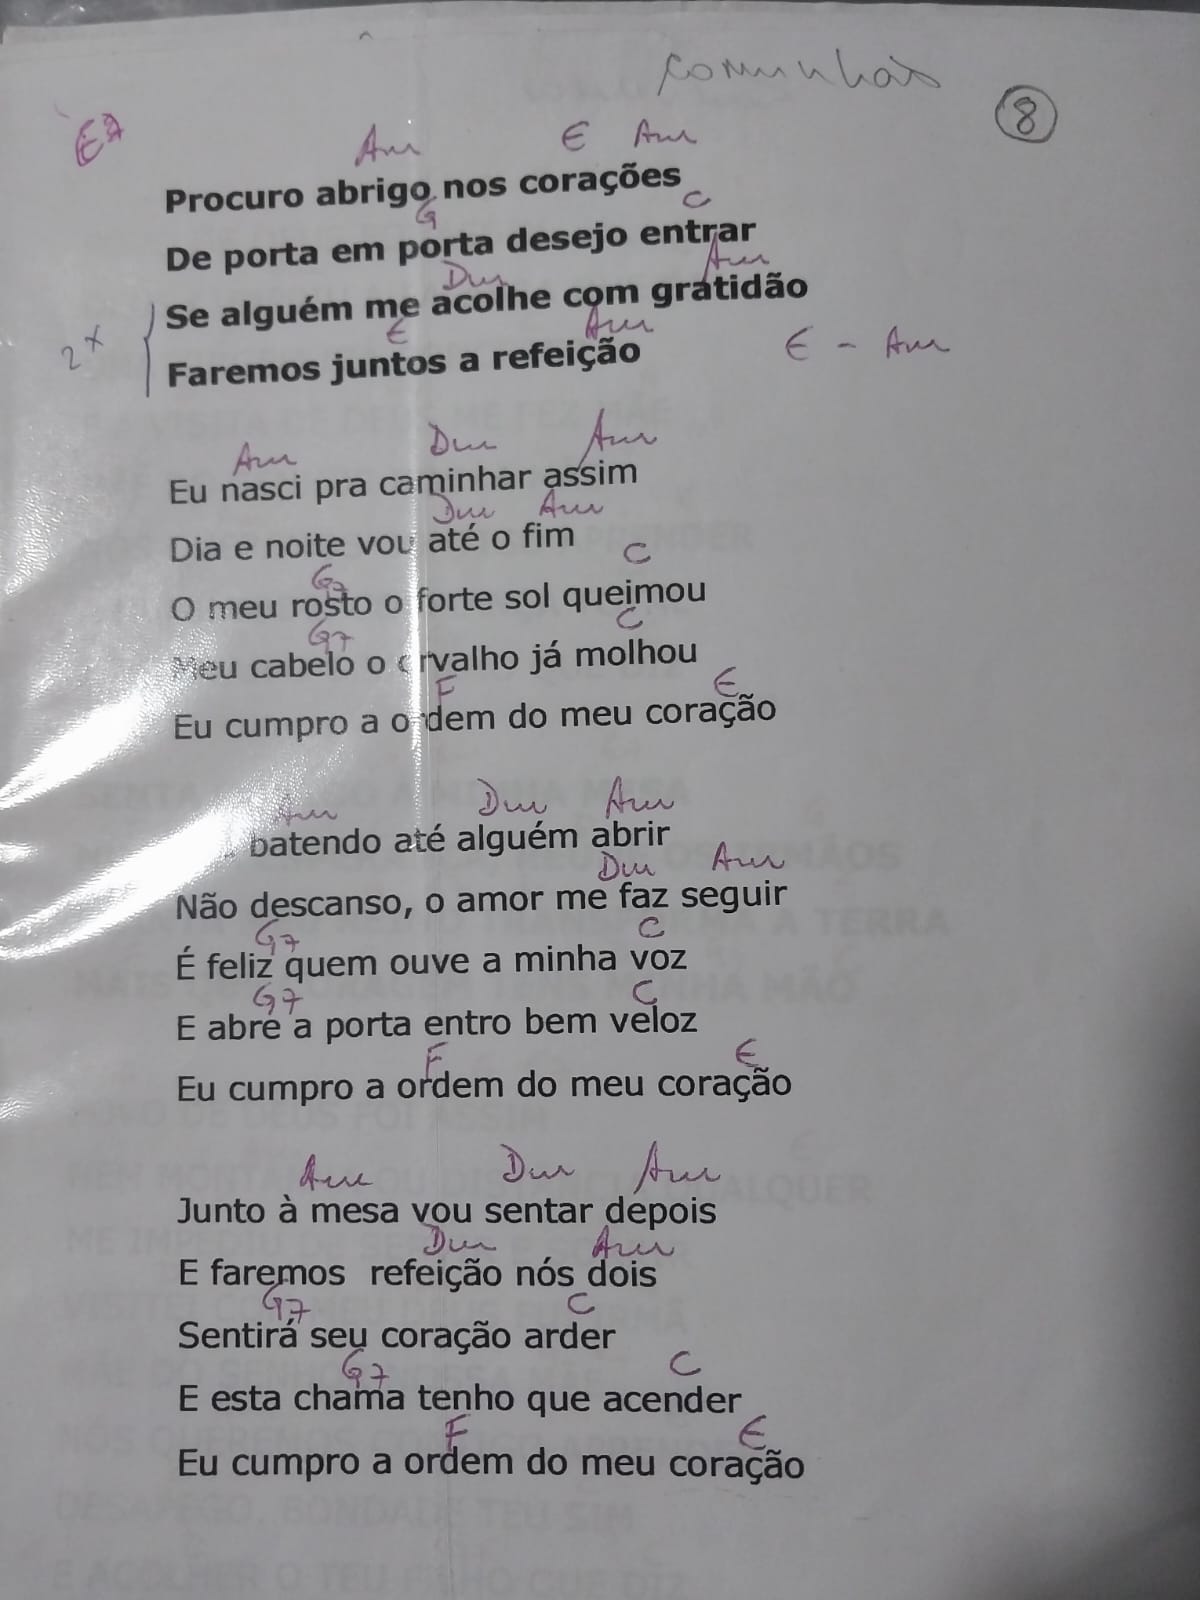 comunhão
8
E7
Am E Am
Procuro abrigo nos corações
G C
De porta em porta desejo entrar
Dm Am
Se alguém me acolhe com gratidão
2x
E Am
Faremos juntos a refeição
E - Am
Am Dm Am
Eu nasci pra caminhar assim
Dm Am
Dia e noite vou até o fim
G7 C
O meu rosto o forte sol queimou
G7 C
Meu cabelo o orvalho já molhou
F E
Eu cumpro a ordem do meu coração
Am Dm Am
batendo até alguém abrir
Dm Am
Não descanso, o amor me faz seguir
G7 C
É feliz quem ouve a minha voz
G7 C
E abre a porta entro bem veloz
F E
Eu cumpro a ordem do meu coração
Am Dm Am
Junto à mesa vou sentar depois
Dm Am
E faremos refeição nós dois
G7 C
Sentirá seu coração arder
G7 C
E esta chama tenho que acender
F E
Eu cumpro a ordem do meu coração